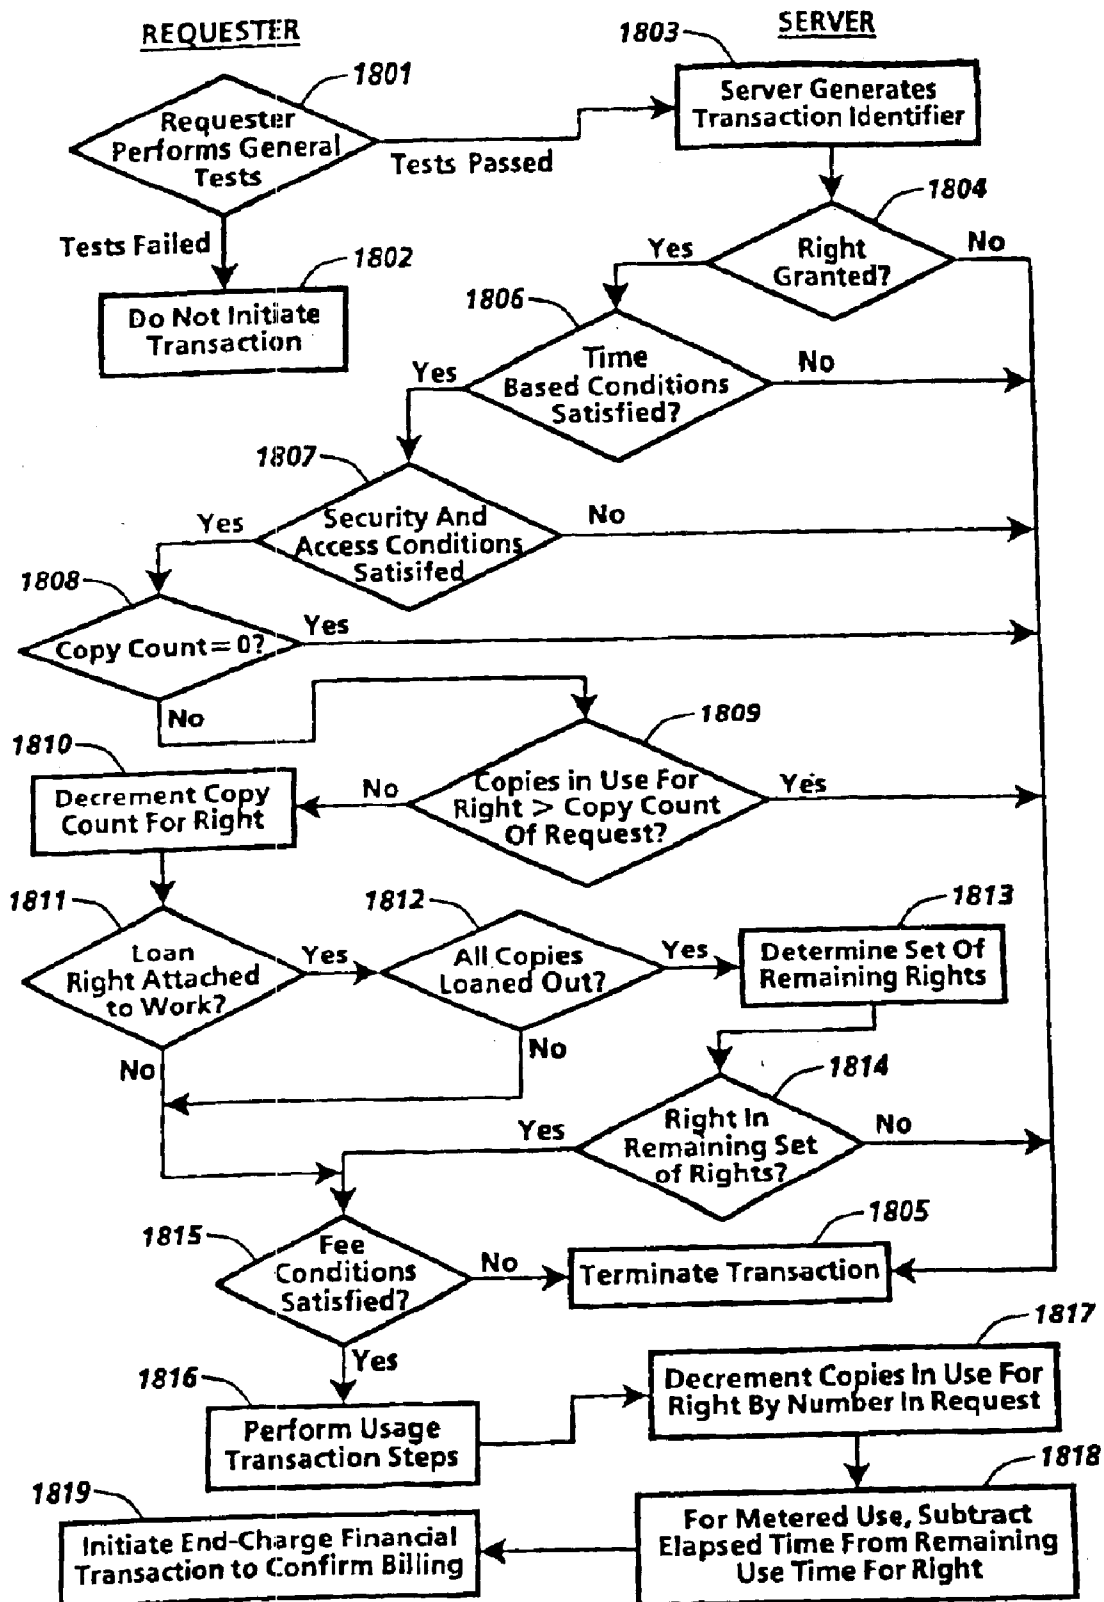 REQUESTER
SERVER
1801
1803
Requester
Performs General
Tests
Tests Passed
Server Generates
Transaction Identifier
Tests Failed
1802
Do Not Initiate
Transaction
1804
Right
Granted?
Yes
No
1806
Time
Based Conditions
Satisfied?
Yes
No
1807
Security And
Access Conditions
Satisifed
Yes
No
1808
Copy Count = 0?
Yes
No
1809
Copies in Use For
Right > Copy Count
Of Request?
No
Yes
1810
Decrement Copy
Count For Right
1811
Loan
Right Attached
to Work?
Yes
No
1812
All Copies
Loaned Out?
Yes
No
1813
Determine Set Of
Remaining Rights
1814
Right In
Remaining Set
of Rights?
Yes
No
1805
Terminate Transaction
1815
Fee
Conditions
Satisfied?
No
Yes
1816
Perform Usage
Transaction Steps
1817
Decrement Copies In Use For
Right By Number In Request
1818
For Metered Use, Subtract
Elapsed Time From Remaining
Use Time For Right
1819
Initiate End-Charge Financial
Transaction to Confirm Billing